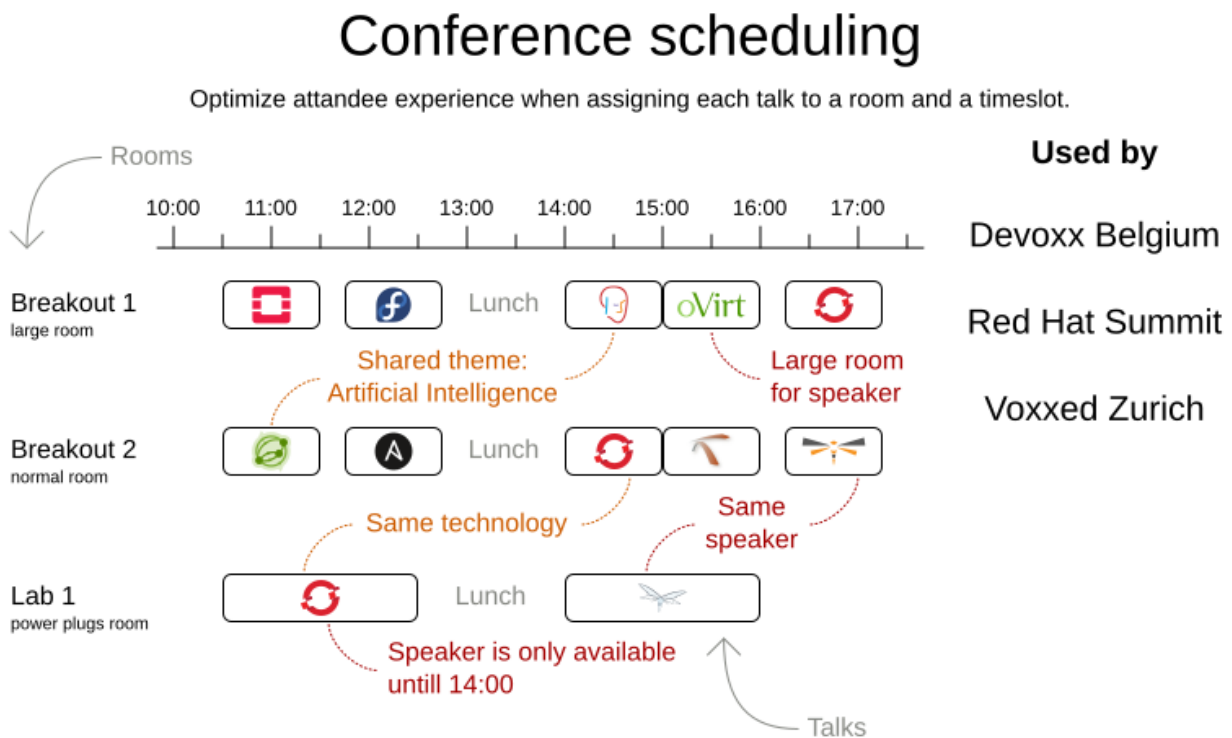 Conference scheduling
Optimize attandee experience when assigning each talk to a room and a timeslot.
Rooms
Used by
10:00 11:00 12:00 13:00 14:00 15:00 16:00 17:00
Devoxx Belgium
Red Hat Summit
Voxxed Zurich
Breakout 1
large room
Lunch
oVirt
Shared theme:
Artificial Intelligence
Large room
for speaker
Breakout 2
normal room
Lunch
Same technology
Same
speaker
Lab 1
power plugs room
Lunch
Speaker is only available
untill 14:00
Talks